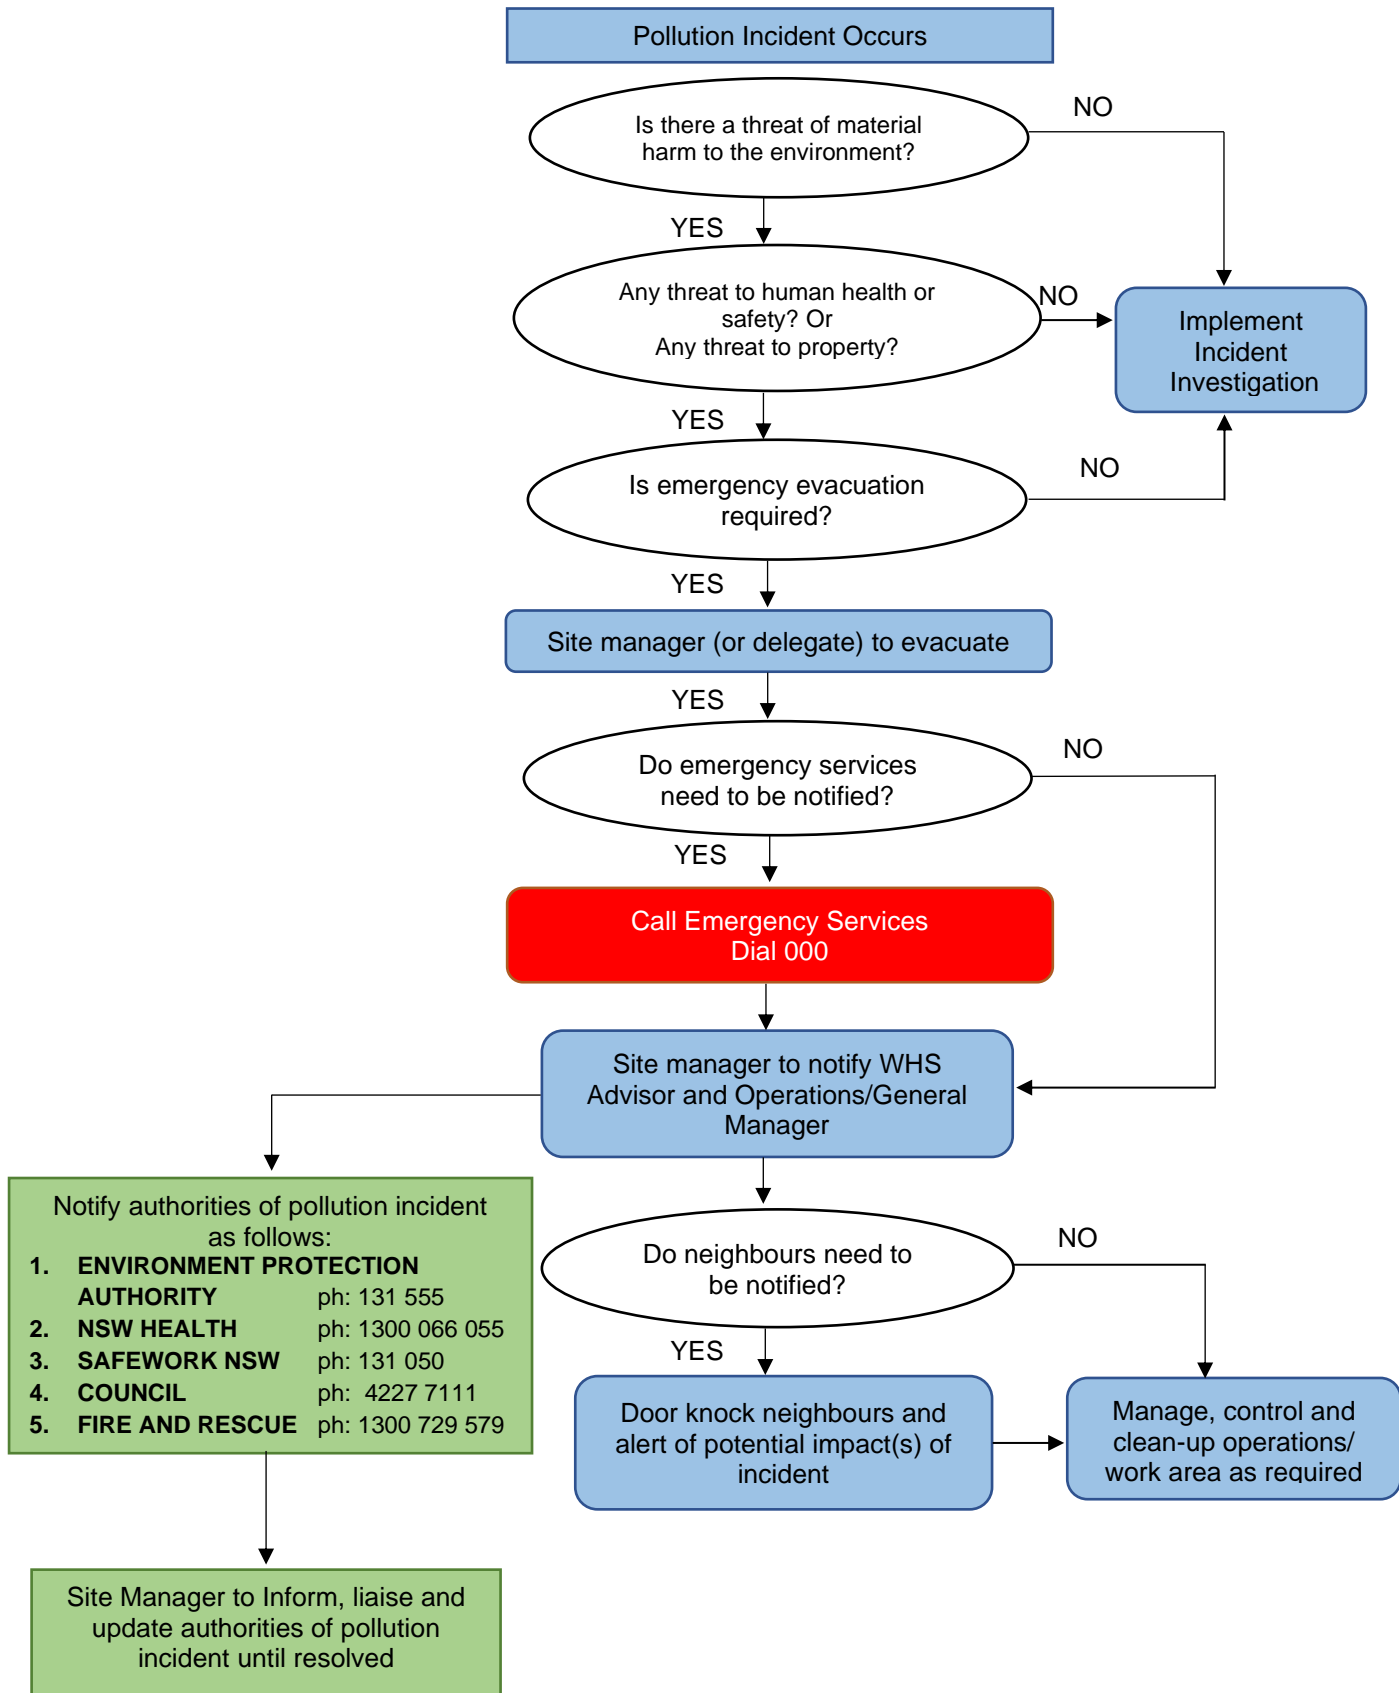 Pollution Incident Occurs
Is there a threat of material
harm to the environment?
NO
YES
Any threat to human health or
safety? Or
Any threat to property?
NO
Implement
Incident
Investigation
YES
Is emergency evacuation
required?
NO
YES
Site manager (or delegate) to evacuate
YES
Do emergency services
need to be notified?
NO
YES
Call Emergency Services
Dial 000
Site manager to notify WHS
Advisor and Operations/General
Manager
Notify authorities of pollution incident
as follows:
1. ENVIRONMENT PROTECTION
AUTHORITY ph: 131 555
2. NSW HEALTH ph: 1300 066 055
3. SAFEWORK NSW ph: 131 050
4. COUNCIL ph: 4227 7111
5. FIRE AND RESCUE ph: 1300 729 579
Do neighbours need to
be notified?
NO
YES
Door knock neighbours and
alert of potential impact(s) of
incident
Manage, control and
clean-up operations/
work area as required
Site Manager to Inform, liaise and
update authorities of pollution
incident until resolved